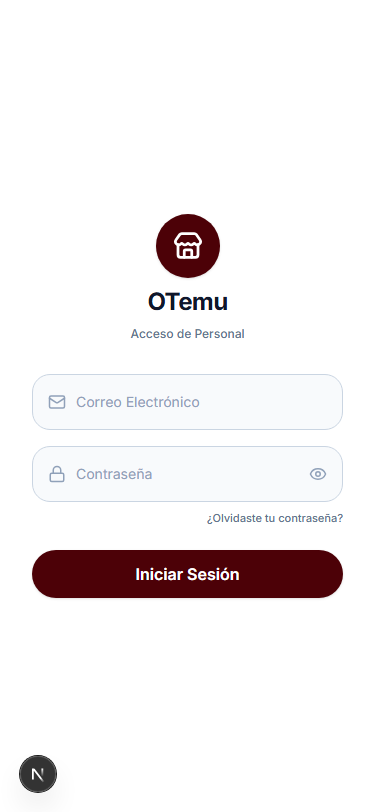 OTemu
Acceso de Personal
Correo Electrónico
Contraseña
¿Olvidaste tu contraseña?
Iniciar Sesión
N